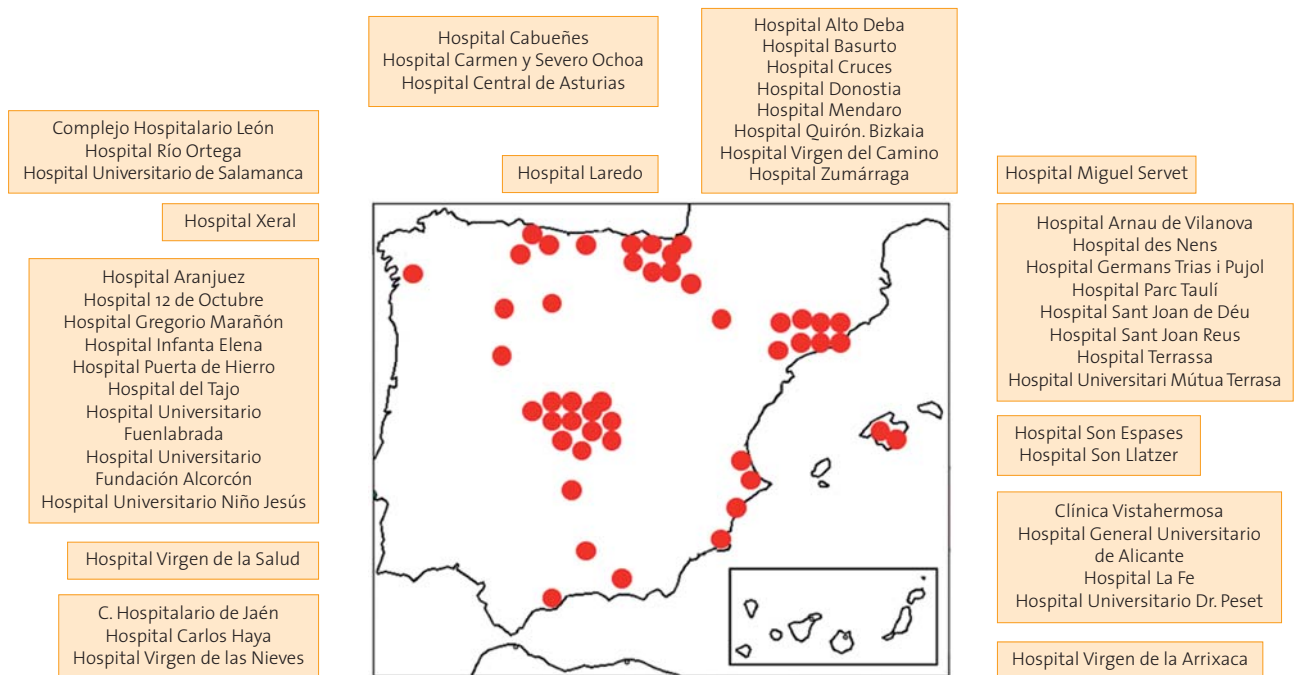 Hospital Cabueñes
Hospital Carmen y Severo Ochoa
Hospital Central de Asturias
Hospital Alto Deba
Hospital Basurto
Hospital Cruces
Hospital Donostia
Hospital Mendaro
Hospital Quirón. Bizkaia
Hospital Virgen del Camino
Hospital Zumárraga
Complejo Hospitalario León
Hospital Río Ortega
Hospital Universitario de Salamanca
Hospital Laredo
Hospital Miguel Servet
Hospital Xeral
Hospital Aranjuez
Hospital 12 de Octubre
Hospital Gregorio Marañón
Hospital Infanta Elena
Hospital Puerta de Hierro
Hospital del Tajo
Hospital Universitario
Fuenlabrada
Hospital Universitario
Fundación Alcorcón
Hospital Universitario Niño Jesús
Hospital Virgen de la Salud
C. Hospitalario de Jaén
Hospital Carlos Haya
Hospital Virgen de las Nieves
Hospital Arnau de Vilanova
Hospital des Nens
Hospital Germans Trias i Pujol
Hospital Parc Taulí
Hospital Sant Joan de Déu
Hospital Sant Joan Reus
Hospital Terrassa
Hospital Universitari Mútua Terrasa
Hospital Son Espases
Hospital Son Llatzer
Clínica Vistahermosa
Hospital General Universitario
de Alicante
Hospital La Fe
Hospital Universitario Dr. Peset
Hospital Virgen de la Arrixaca